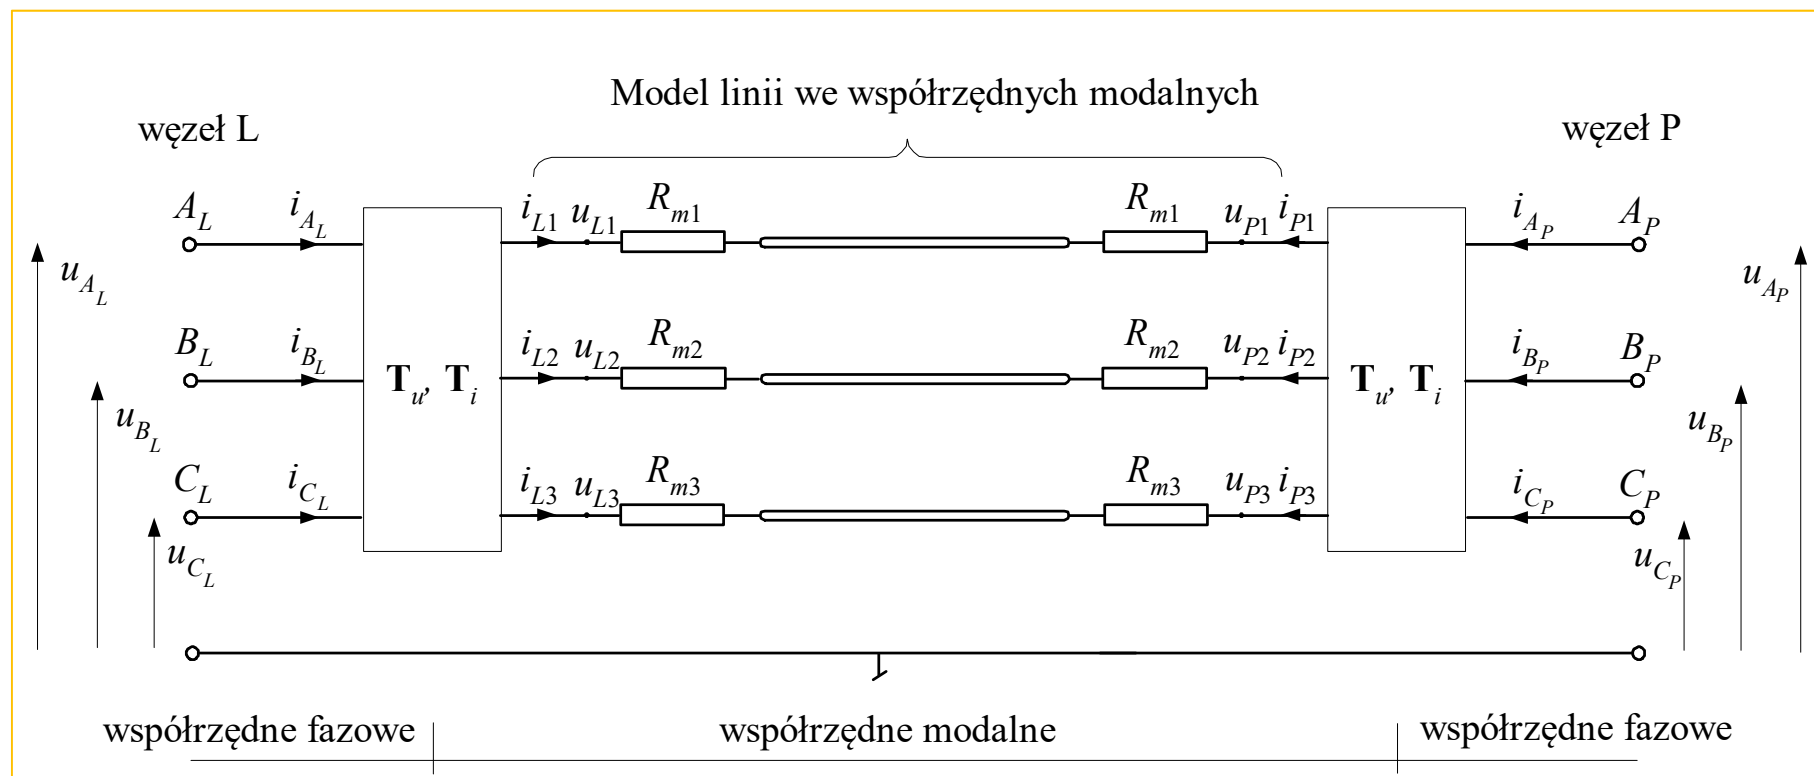 Model linii we współrzędnych modalnych
węzeł L
węzeł P
A_L i_{A_L} i_{L1} u_{L1} R_{m1} R_{m1} u_{P1} i_{P1} i_{A_P} A_P
u_{A_L} u_{A_P}
B_L i_{B_L} i_{L2} u_{L2} R_{m2} R_{m2} u_{P2} i_{P2} i_{B_P} B_P
T_u, T_i T_u, T_i
u_{B_L} u_{B_P}
C_L i_{C_L} i_{L3} u_{L3} R_{m3} R_{m3} u_{P3} i_{P3} i_{C_P} C_P
u_{C_L} u_{C_P}
współrzędne fazowe współrzędne modalne współrzędne fazowe